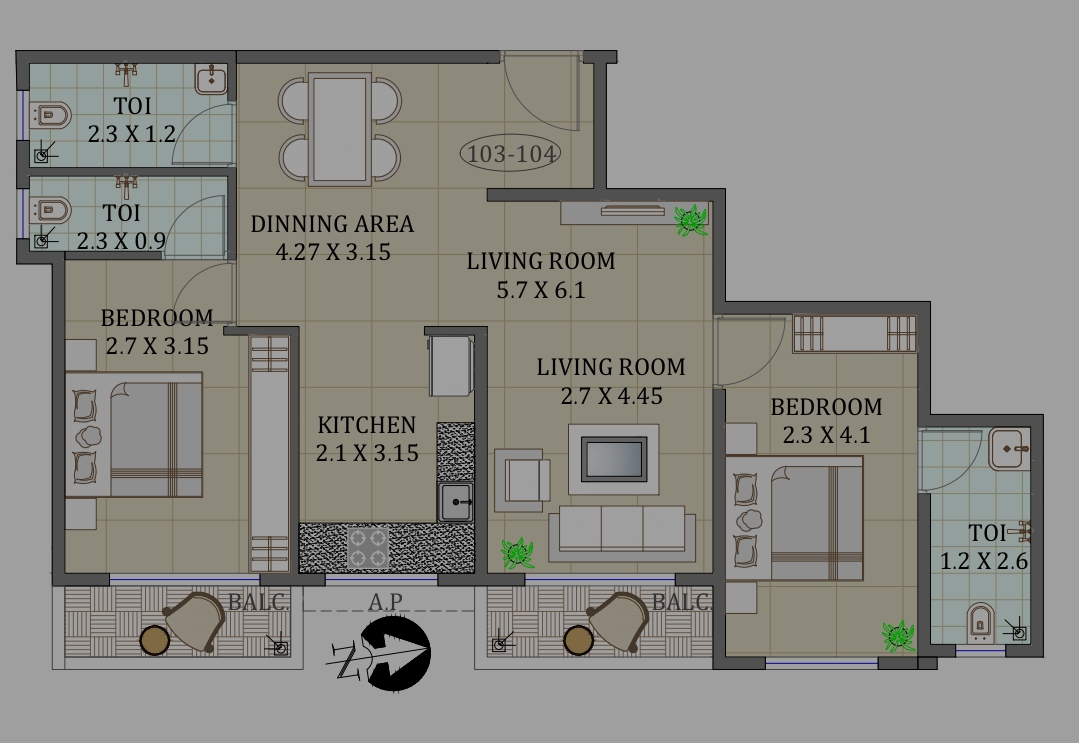 TOI
2.3 X 1.2
103-104
TOI
2.3 X 0.9
DINNING AREA
4.27 X 3.15
LIVING ROOM
5.7 X 6.1
BEDROOM
2.7 X 3.15
LIVING ROOM
2.7 X 4.45
KITCHEN
2.1 X 3.15
BEDROOM
2.3 X 4.1
TOI
1.2 X 2.6
BALC.
A.P
BALC.
N